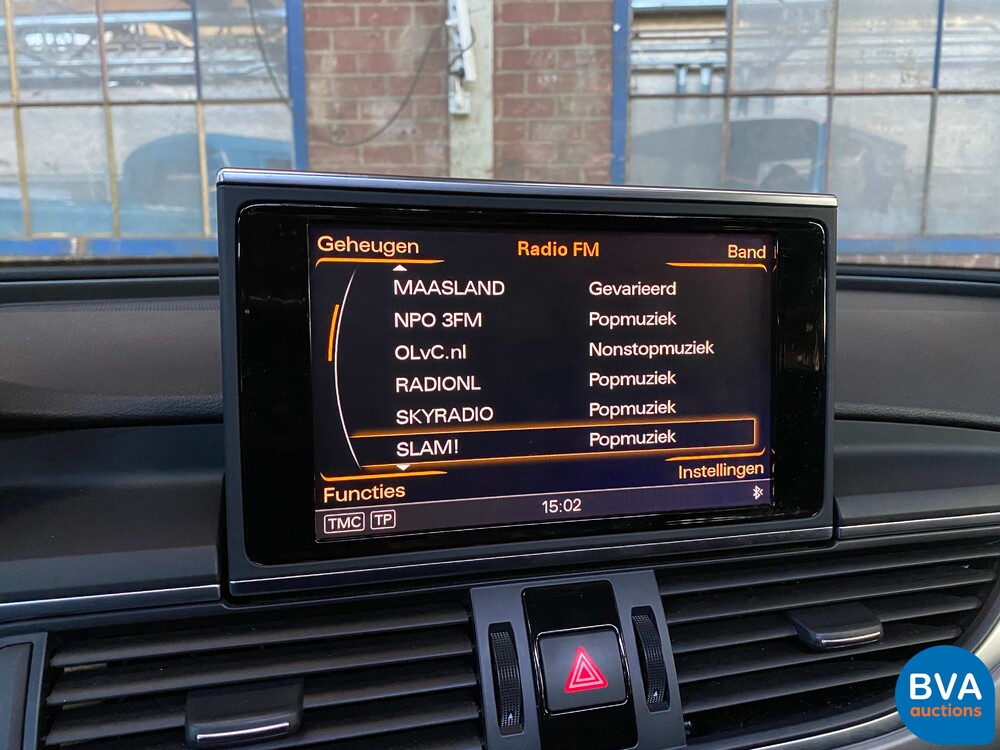 Geheugen Radio FM Band
MAASLAND Gevarieerd
NPO 3FM Popmuziek
OLvC.nl Nonstopmuziek
RADIONL Popmuziek
SKYRADIO Popmuziek
SLAM! Popmuziek
Functies Instellingen
TMC TP 15:02
BVA
auctions